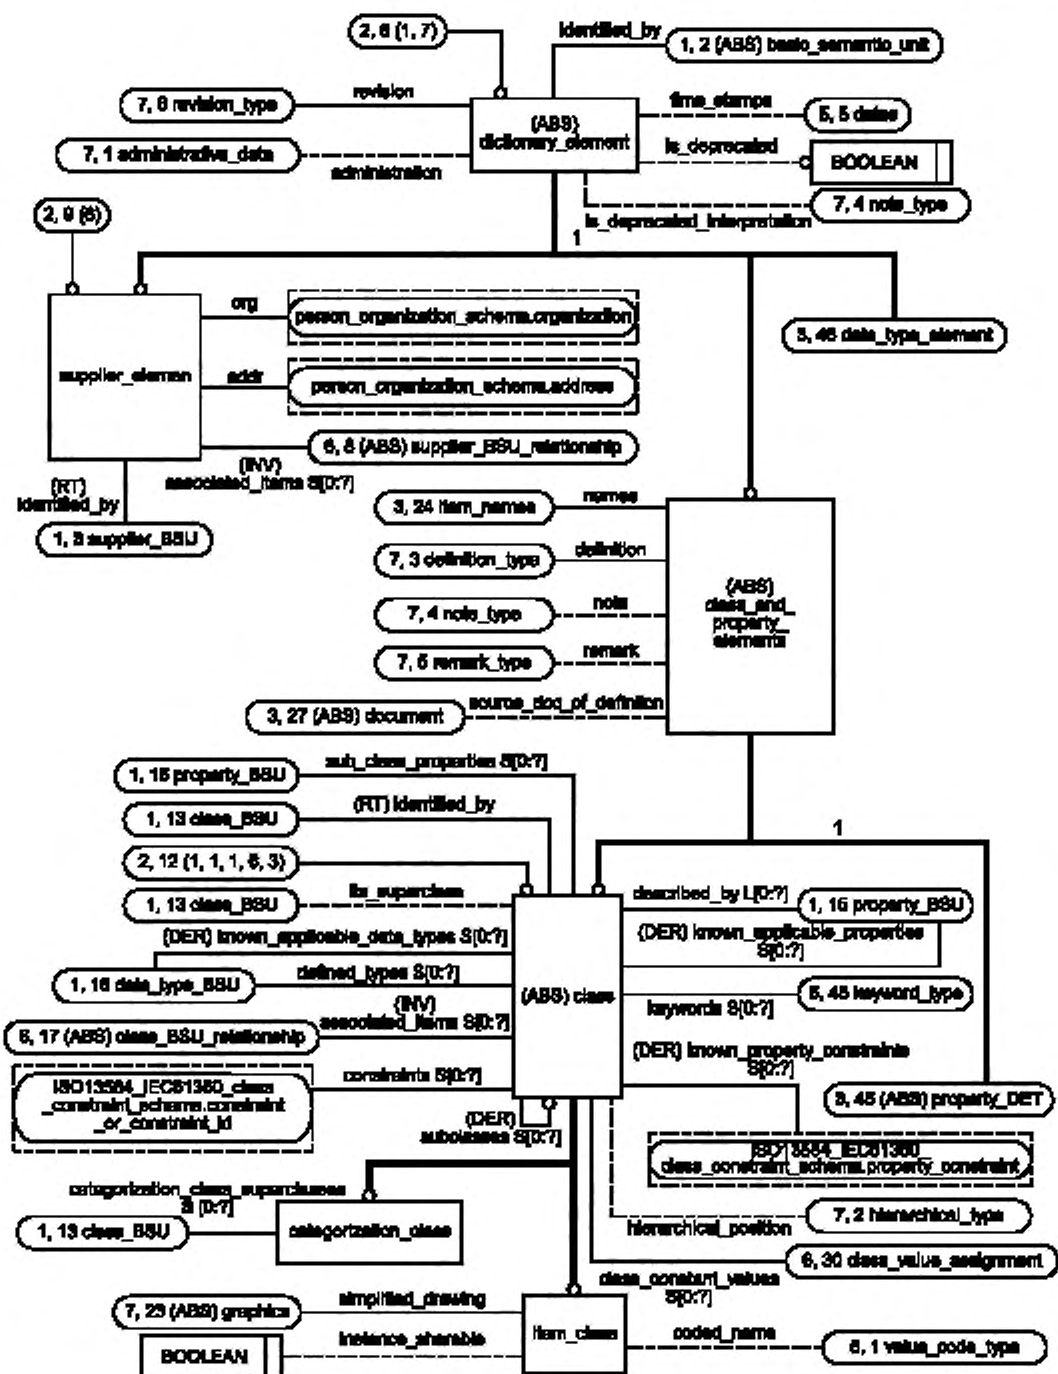 2, 6 (1, 7)
identified_by
1, 2 (ABS) basic_semantic_unit
revision
7, 6 revision_type
(ABS)
dictionary_element
time_stamps
5, 5 dates
7, 1 administrative_data
administration
is_deprecated
BOOLEAN
7, 4 note_type
is_deprecated_interpretation
1
2, 9 (6)
org
person_organization_schema.organization
supplier_elemen
addr
person_organization_schema.address
3, 46 data_type_element
6, 8 (ABS) supplier_BSU_relationship
(INV)
associated_items S[0:?]
(RT)
identified_by
1, 3 supplier_BSU
names
3, 24 item_names
definition
7, 3 definition_type
(ABS)
class_and_
property_
elements
note
7, 4 note_type
remark
7, 5 remark_type
source_doc_of_definition
3, 27 (ABS) document
sub_class_properties S[0:?]
1, 15 property_BSU
(RT) identified_by
1, 13 class_BSU
1
2, 12 (1, 1, 1, 6, 3)
its_superclass
1, 13 class_BSU
described_by L[0:?]
1, 15 property_BSU
(DER) known_applicable_data_types S[0:?]
(DER) known_applicable_properties
S[0:?]
defined_types S[0:?]
1, 16 data_type_BSU
(ABS) class
keywords S[0:?]
5, 45 keyword_type
(INV)
associated_items S[0:?]
6, 17 (ABS) class_BSU_relationship
(DER) known_property_constraints
S[0:?]
constraints S[0:?]
ISO13584_IEC61360_class
_constraint_schema.constraint
_or_constraint_id
3, 45 (ABS) property_DET
(DER)
subclasses S[0:?]
ISO13584_IEC61360_
class_constraint_schema.property_constraint
categorization_class_superclasses
S [0:?]
1, 13 class_BSU
categorization_class
hierarchical_position
7, 2 hierarchical_type
6, 30 class_value_assignment
class_constant_values
S[0:?]
simplified_drawing
7, 23 (ABS) graphics
item_class
instance_sharable
BOOLEAN
coded_name
5, 1 value_code_type